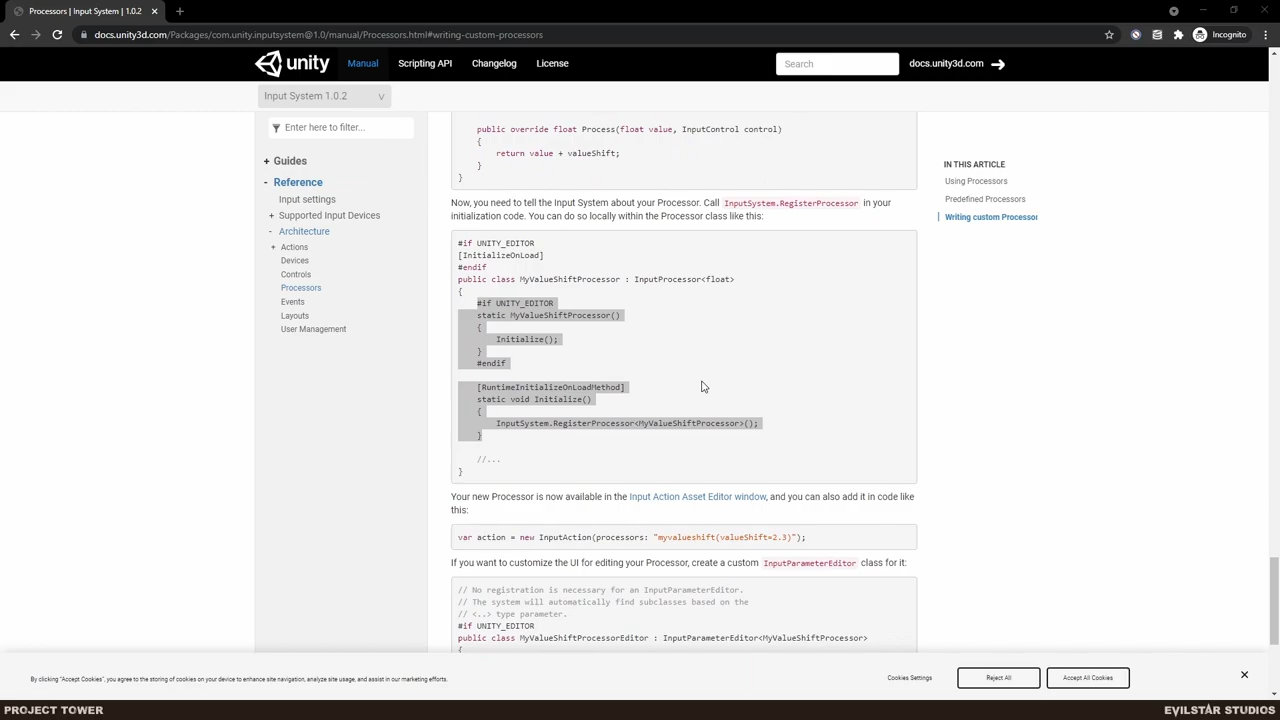 Processors | Input System | 1.0
docs.unity3d.com/Packages/com.unity.inputsystem@1.0/manual/Processors.html#writing-custom-processors
Incognito
unity
Manual
Scripting API
Changelog
License
Search
docs.unity3d.com
Input System 1.0.2
Enter here to filter...
+ Guides
- Reference
Input settings
+ Supported Input Devices
- Architecture
+ Actions
Devices
Controls
Processors
Events
Layouts
User Management
public override float Process(float value, InputControl control)
{
return value + valueShift;
}
}
Now, you need to tell the Input System about your Processor. Call InputSystem.RegisterProcessor in your
initialization code. You can do so locally within the Processor class like this:
#if UNITY_EDITOR
[InitializeOnLoad]
#endif
public class MyValueShiftProcessor : InputProcessor<float>
{
#if UNITY_EDITOR
static MyValueShiftProcessor()
{
Initialize();
}
#endif
[RuntimeInitializeOnLoadMethod]
static void Initialize()
{
InputSystem.RegisterProcessor<MyValueShiftProcessor>();
}
//...
}
Your new Processor is now available in the Input Action Asset Editor window, and you can also add it in code like
this:
var action = new InputAction(processors: "myvalueshift(valueShift=2.3)");
If you want to customize the UI for editing your Processor, create a custom InputParameterEditor class for it:
// No registration is necessary for an InputParameterEditor.
// The system will automatically find subclasses based on the
// <..> type parameter.
#if UNITY_EDITOR
public class MyValueShiftProcessorEditor : InputParameterEditor<MyValueShiftProcessor>
{
IN THIS ARTICLE
Using Processors
Predefined Processors
Writing custom Processor
By clicking "Accept Cookies", you agree to the storing of cookies on your device to enhance site navigation, analyze site usage, and assist in our marketing efforts.
Cookies Settings
Reject All
Accept All Cookies
PROJECT TOWER
EVILSTAR STUDIOS